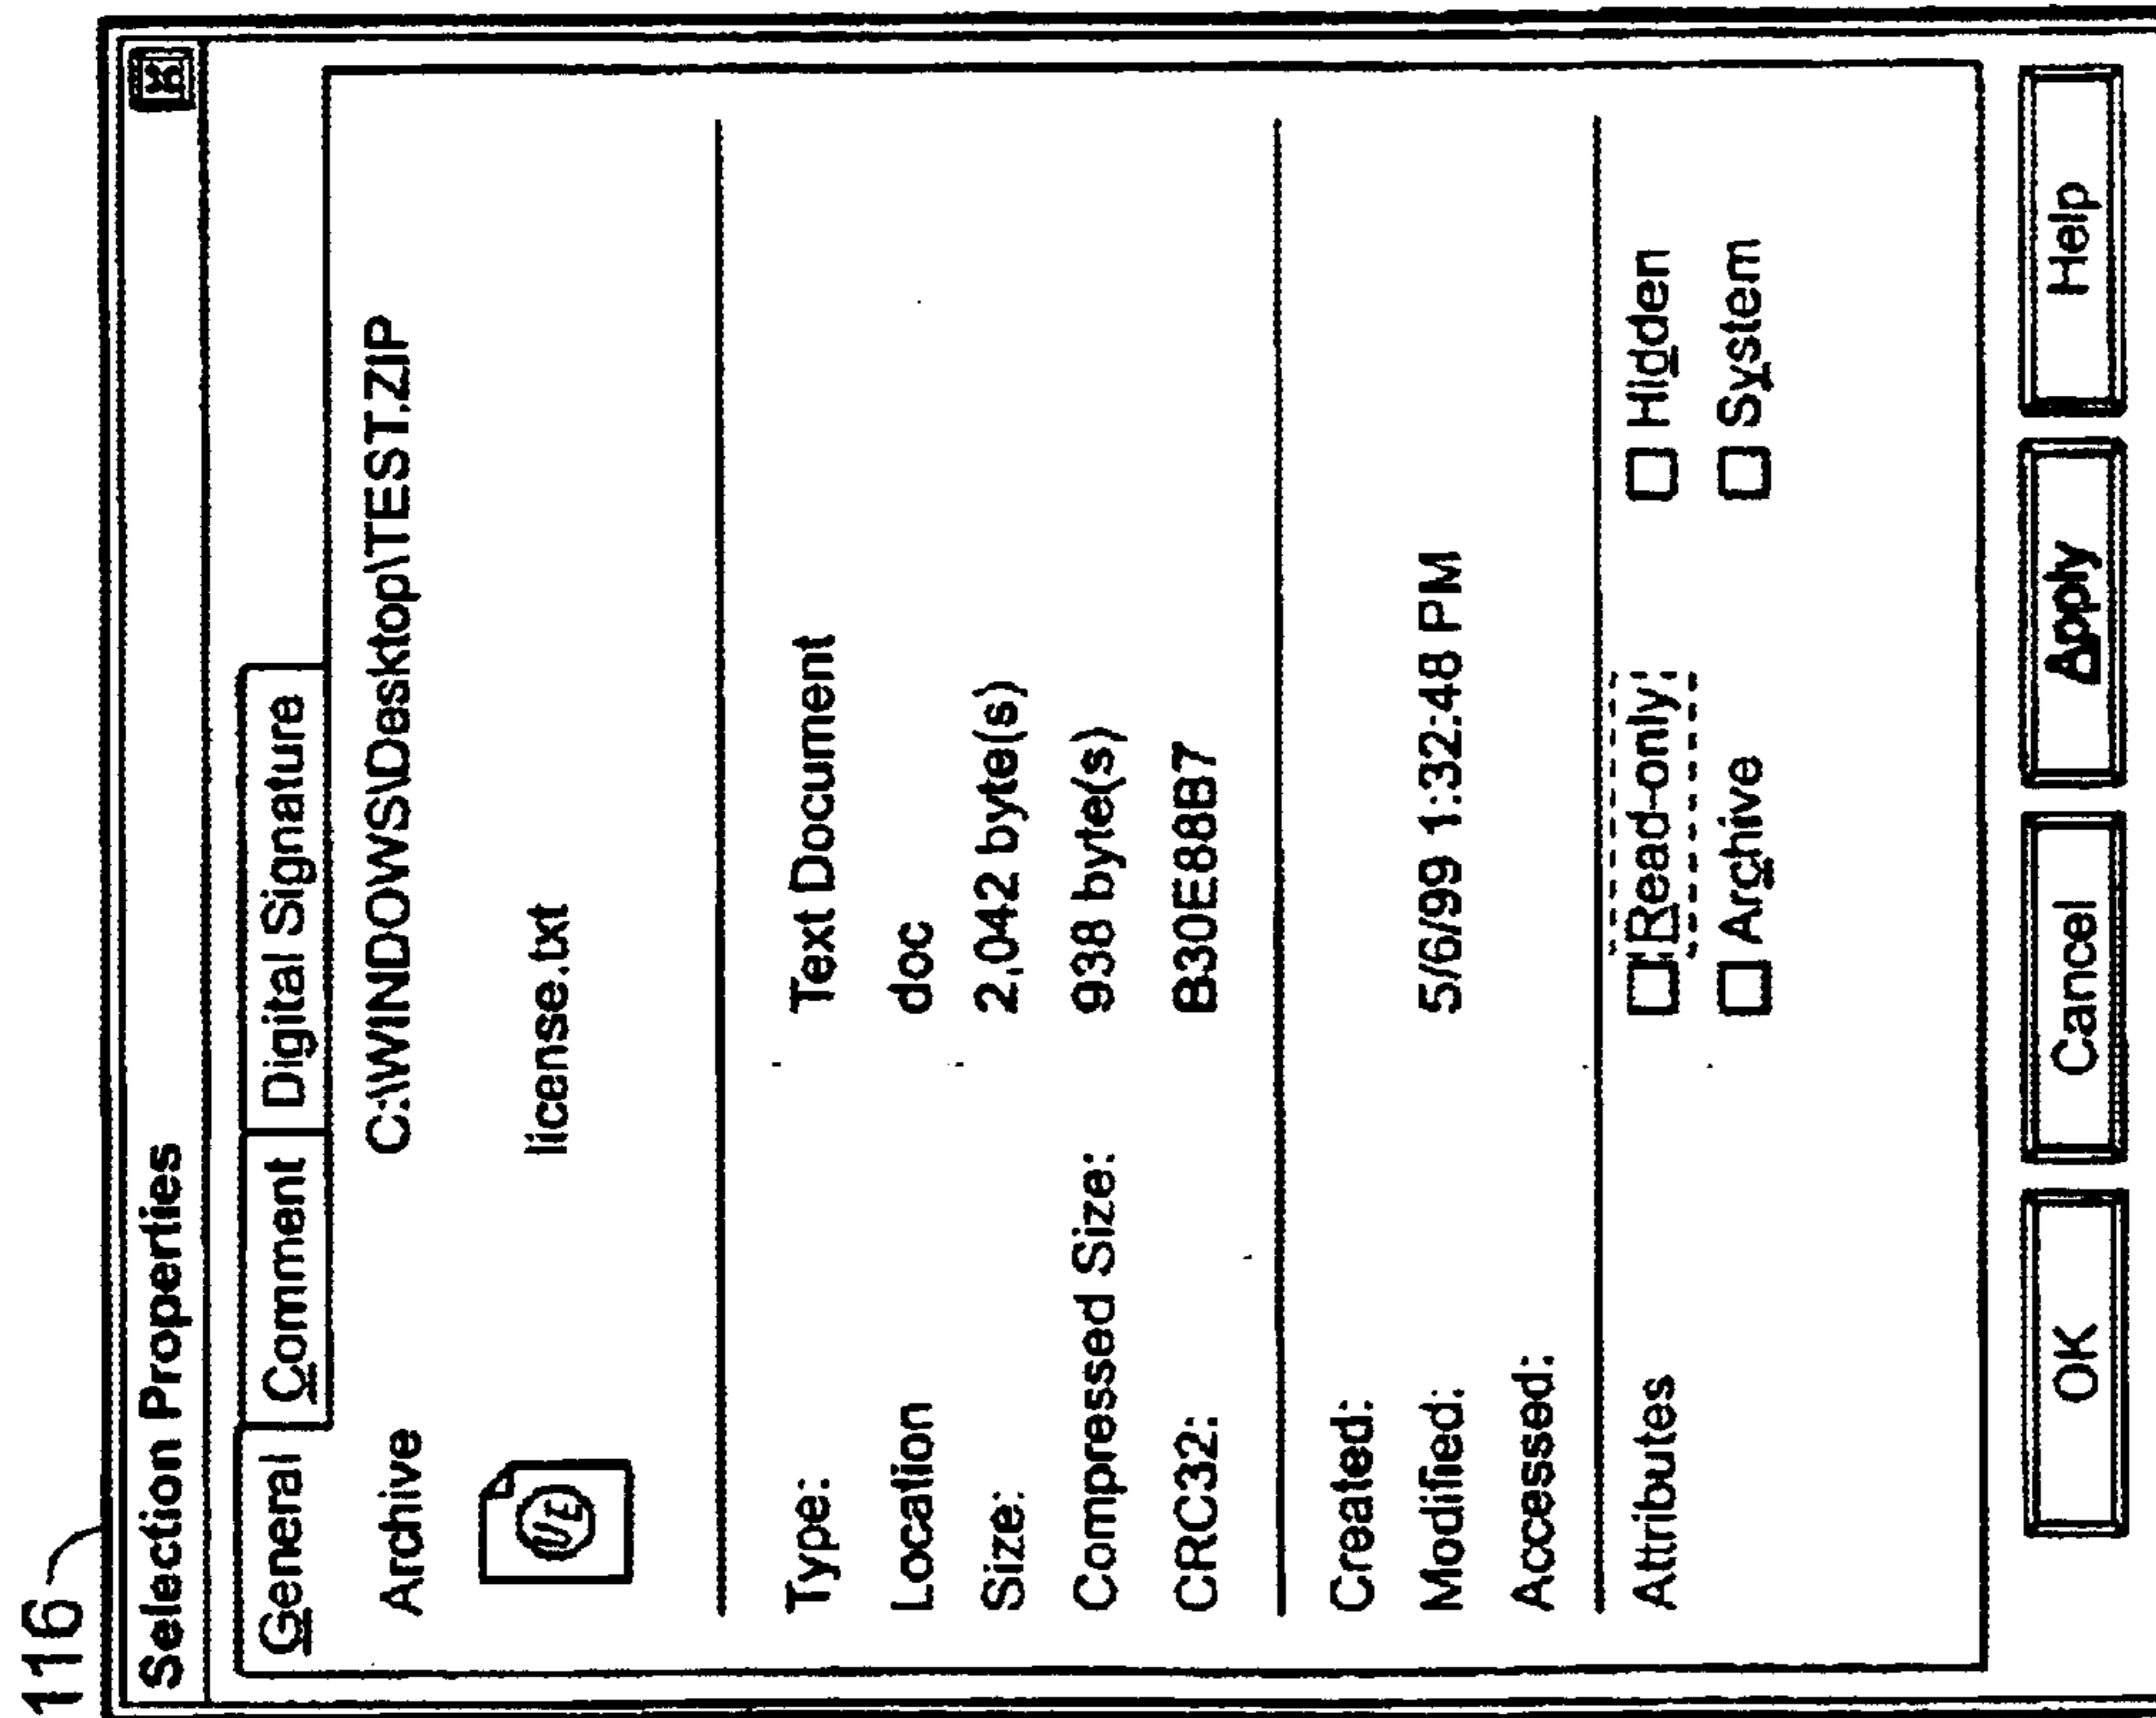 116
Selection Properties
General Comment Digital Signature
Archive C:\WINDOWS\Desktop\TEST.ZIP
license.txt
Type: Text Document
Location doc
Size: 2,042 byte(s)
Compressed Size: 938 byte(s)
CRC32: B30E88B7
Created:
Modified: 5/6/99 1:32:48 PM
Accessed:
Attributes Read-only Hidden
Archive System
OK Cancel Apply Help